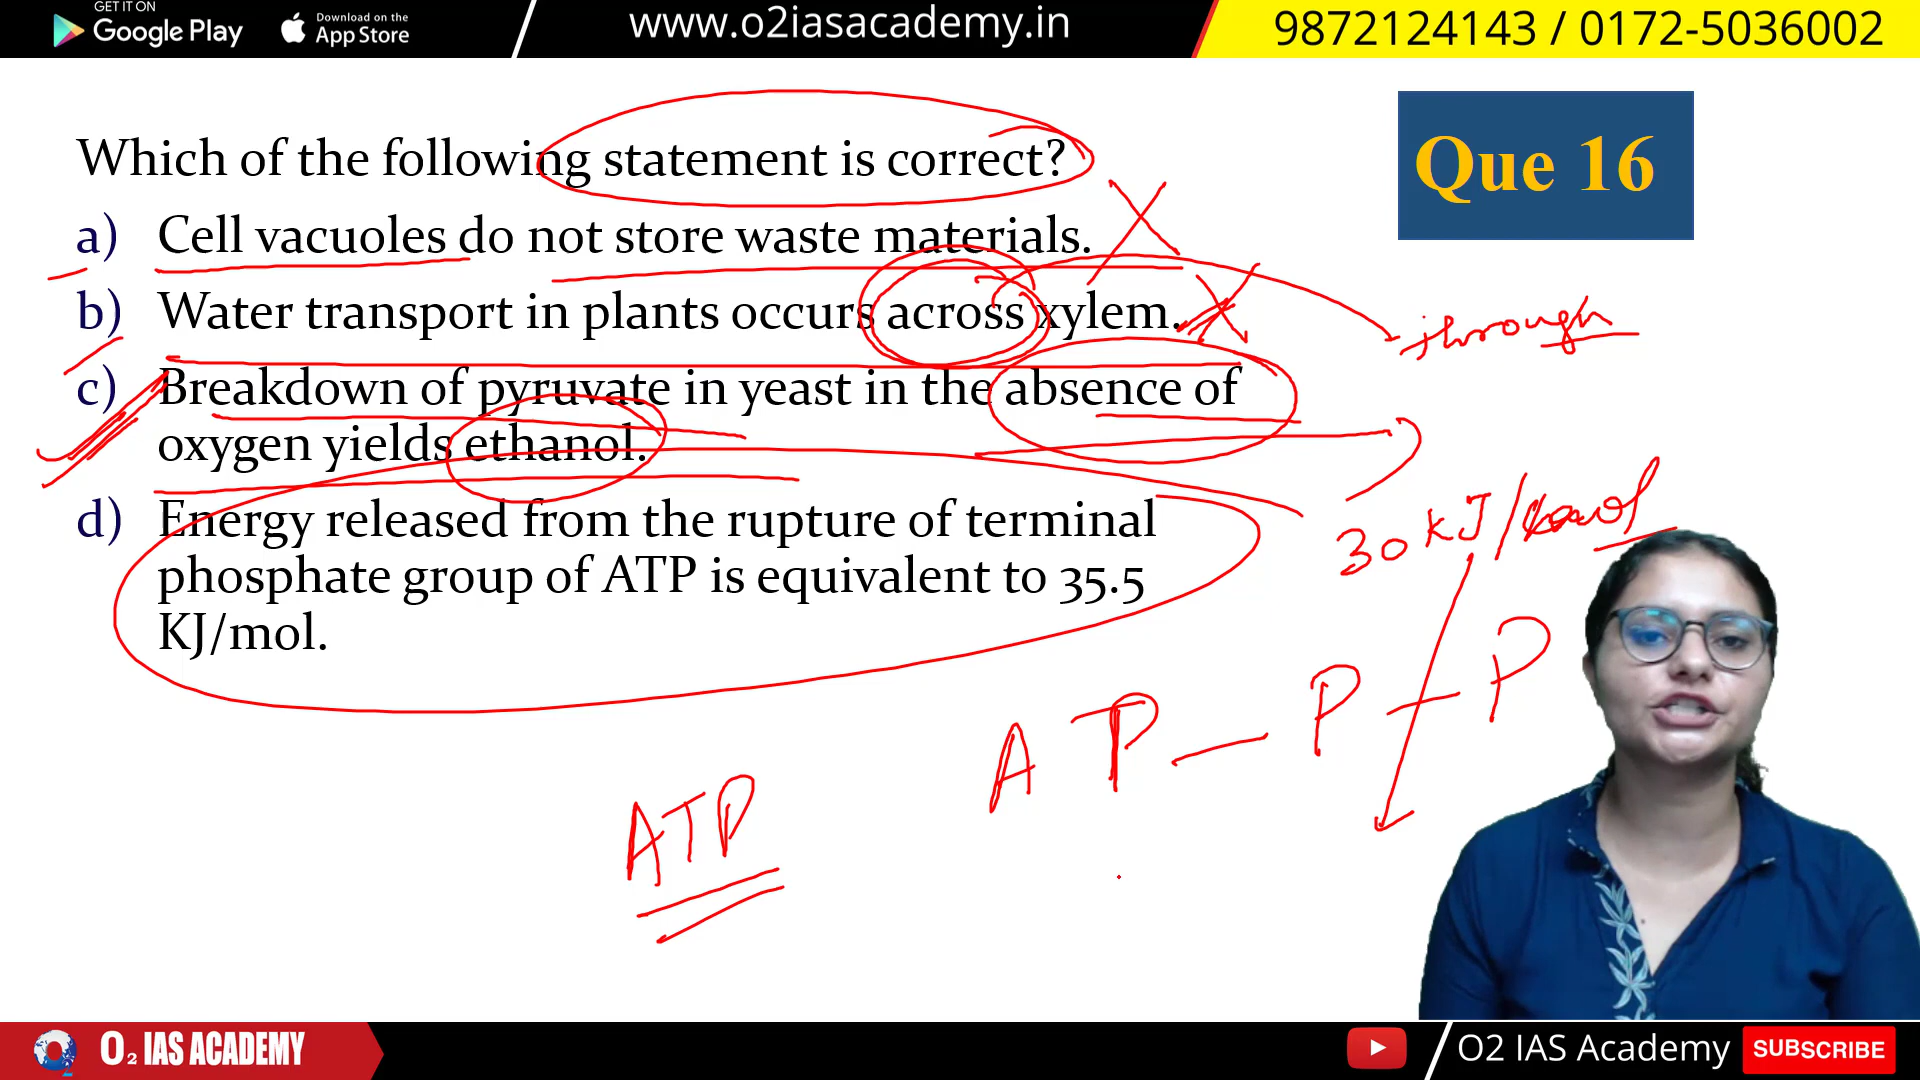 GET IT ON
Google Play
Download on the
App Store
www.o2iasacademy.in
9872124143 / 0172-5036002
Which of the following statement is correct?
Que 16
a) Cell vacuoles do not store waste materials.
b) Water transport in plants occurs across xylem.
through
c) Breakdown of pyruvate in yeast in the absence of
oxygen yields ethanol.
d) Energy released from the rupture of terminal
phosphate group of ATP is equivalent to 35.5
KJ/mol.
30 KJ/mol
A P - P - P
ATP
O2 IAS ACADEMY
O2 IAS Academy
SUBSCRIBE